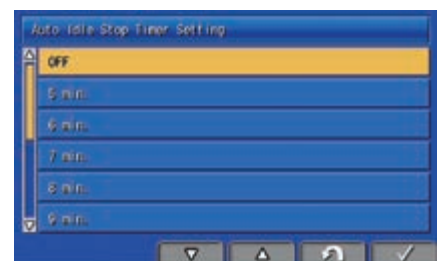 Auto Idle Stop Timer Setting
OFF
5 min.
6 min.
7 min.
8 min.
9 min.